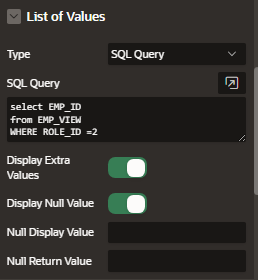 List of Values
Type
SQL Query
SQL Query
select EMP_ID
from EMP_VIEW
WHERE ROLE_ID =2
Display Extra
Values
Display Null Value
Null Display Value
Null Return Value